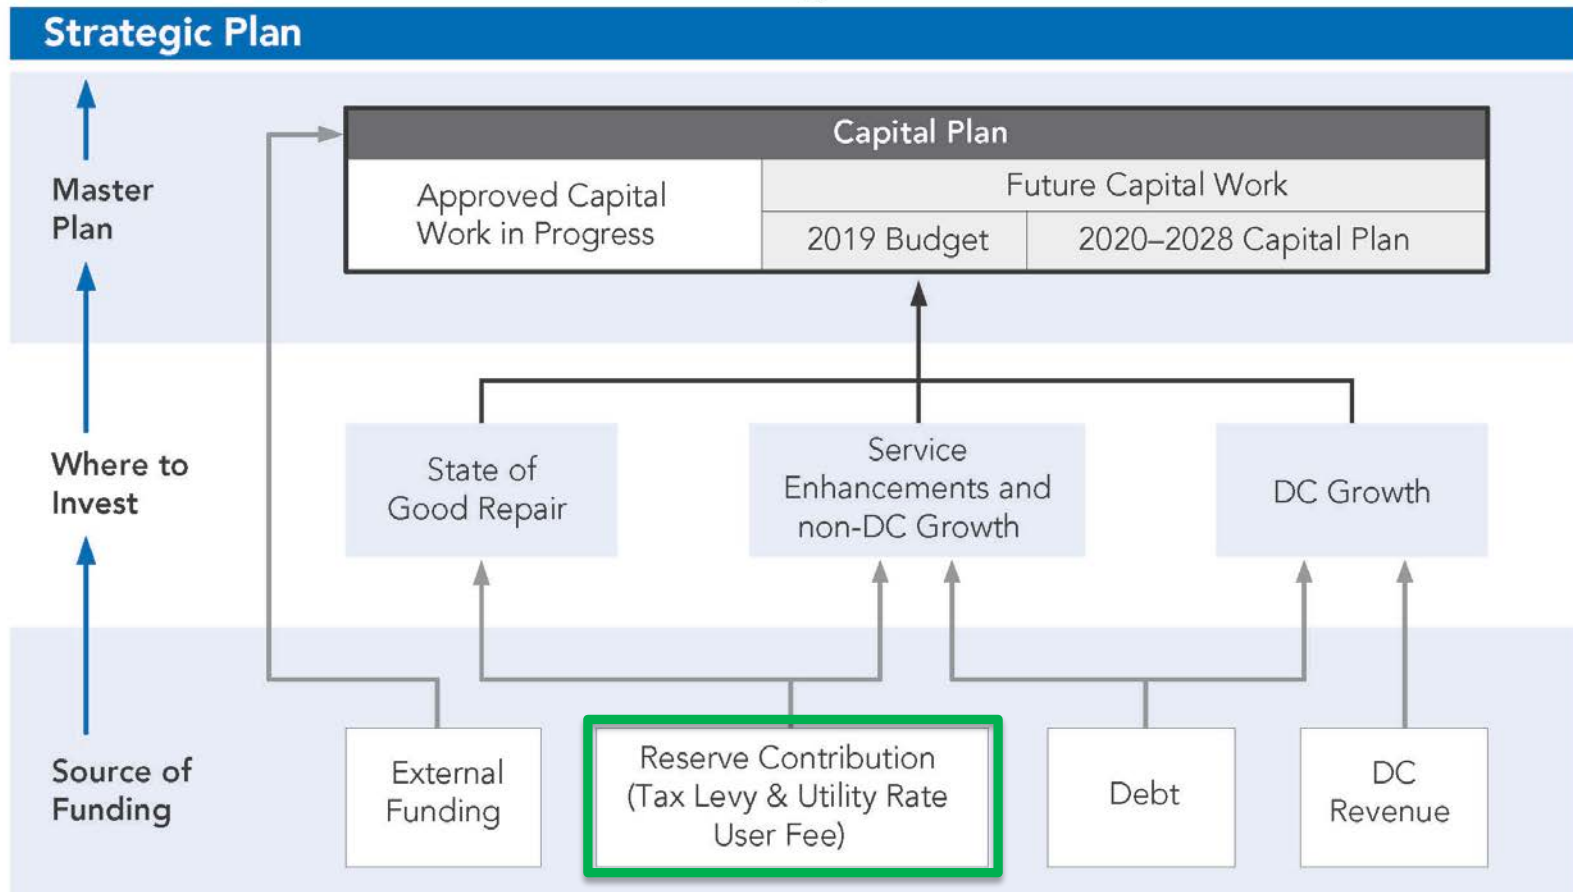 Strategic Plan
Master
Plan
Capital Plan
Approved Capital
Work in Progress
Future Capital Work
2019 Budget
2020–2028 Capital Plan
Where to
Invest
State of
Good Repair
Service
Enhancements and
non-DC Growth
DC Growth
Source of
Funding
External
Funding
Reserve Contribution
(Tax Levy & Utility Rate
User Fee)
Debt
DC
Revenue